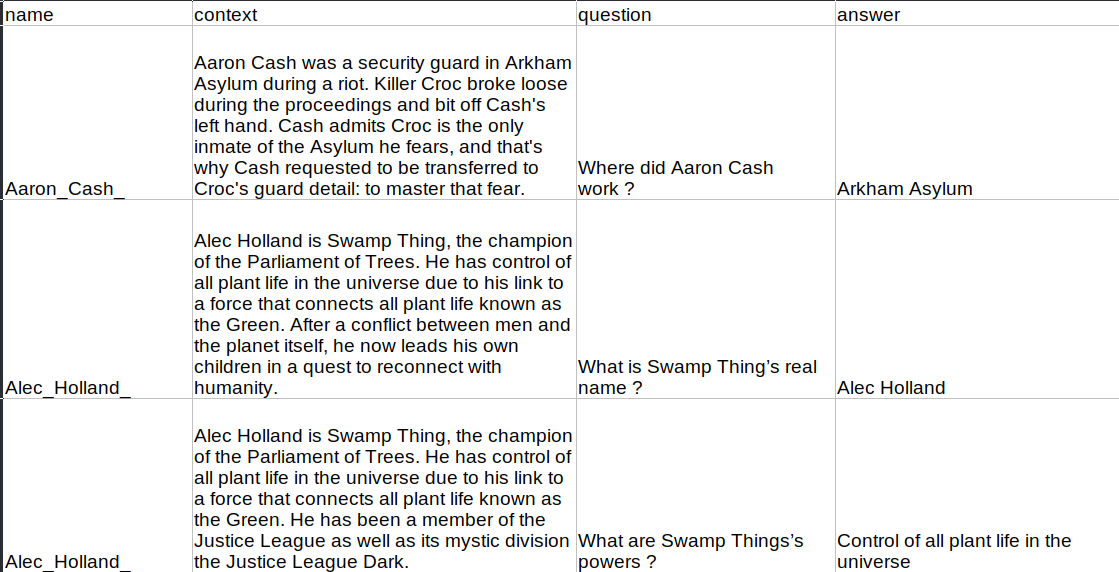 name context question answer
Aaron Cash was a security guard in Arkham
Asylum during a riot. Killer Croc broke loose
during the proceedings and bit off Cash's
left hand. Cash admits Croc is the only
inmate of the Asylum he fears, and that's
why Cash requested to be transferred to
Croc's guard detail: to master that fear.
Aaron_Cash_
Where did Aaron Cash
work ?
Arkham Asylum
Alec Holland is Swamp Thing, the champion
of the Parliament of Trees. He has control of
all plant life in the universe due to his link to
a force that connects all plant life known as
the Green. After a conflict between men and
the planet itself, he now leads his own
children in a quest to reconnect with
humanity.
Alec_Holland_
What is Swamp Thing’s real
name ?
Alec Holland
Alec Holland is Swamp Thing, the champion
of the Parliament of Trees. He has control of
all plant life in the universe due to his link to
a force that connects all plant life known as
the Green. He has been a member of the
Justice League as well as its mystic division
the Justice League Dark.
Alec_Holland_
What are Swamp Things’s
powers ?
Control of all plant life in the
universe